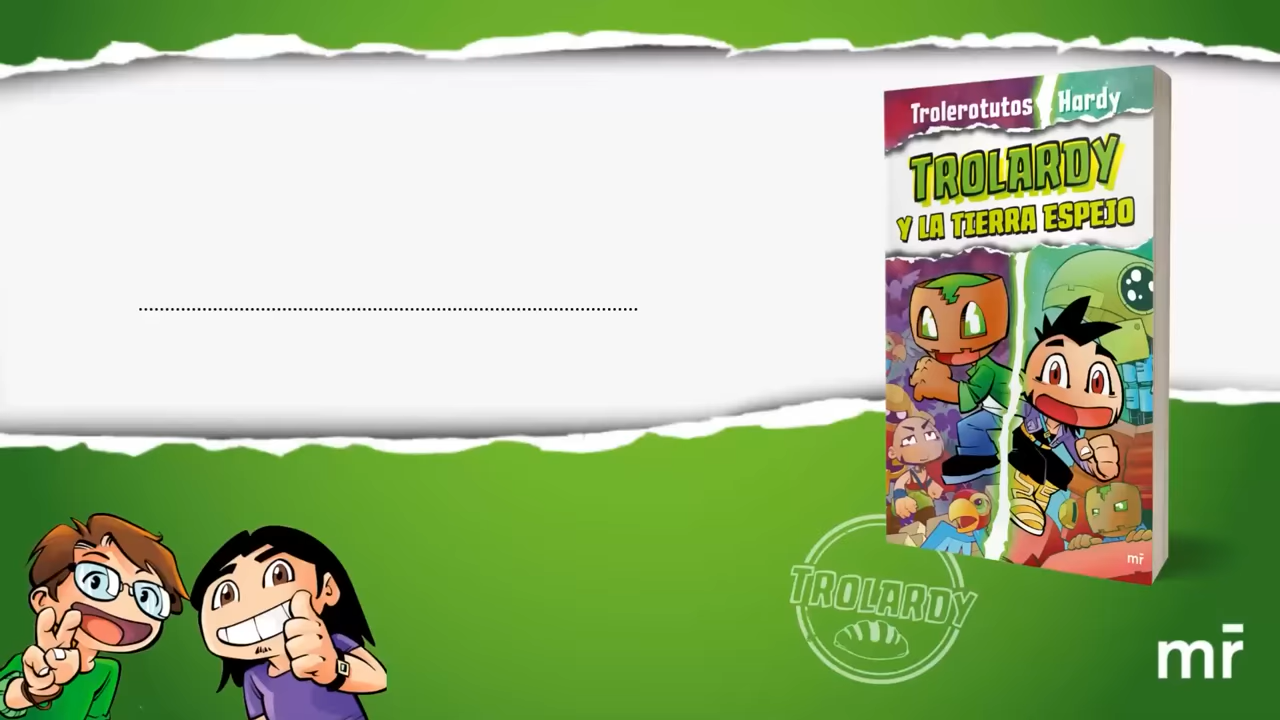 Trolerotutos Hardy
TROLARDY
Y LA TIERRA ESPEJO
mr
TROLARDY
mr